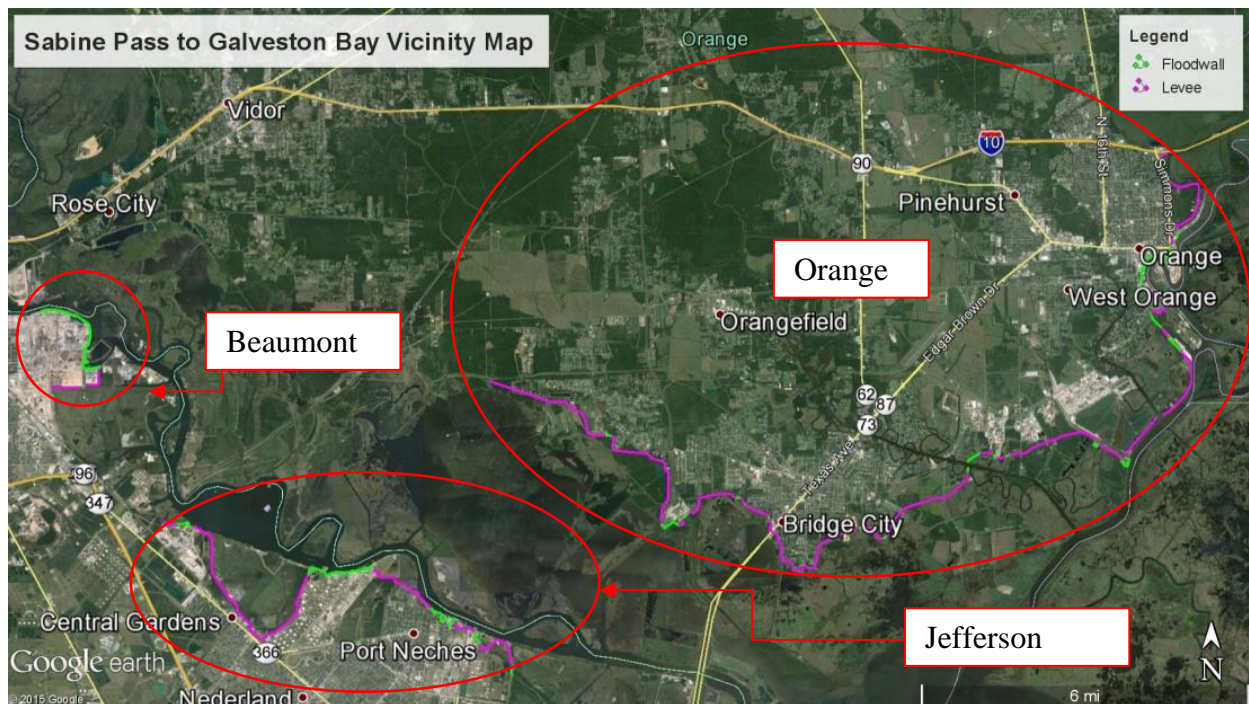 Sabine Pass to Galveston Bay Vicinity Map
Orange
Legend
Floodwall
Levee
Vidor
10
N 16th St
90
Simmons Dr
Rose City
Pinehurst
Orange
Orange
West Orange
Beaumont
Orangefield
Edgar Brown Dr
62
87
73
Texas Ave
96
347
Bridge City
Central Gardens
Jefferson
366
Port Neches
Google earth
N
Nederland
© 2015 Google
6 mi